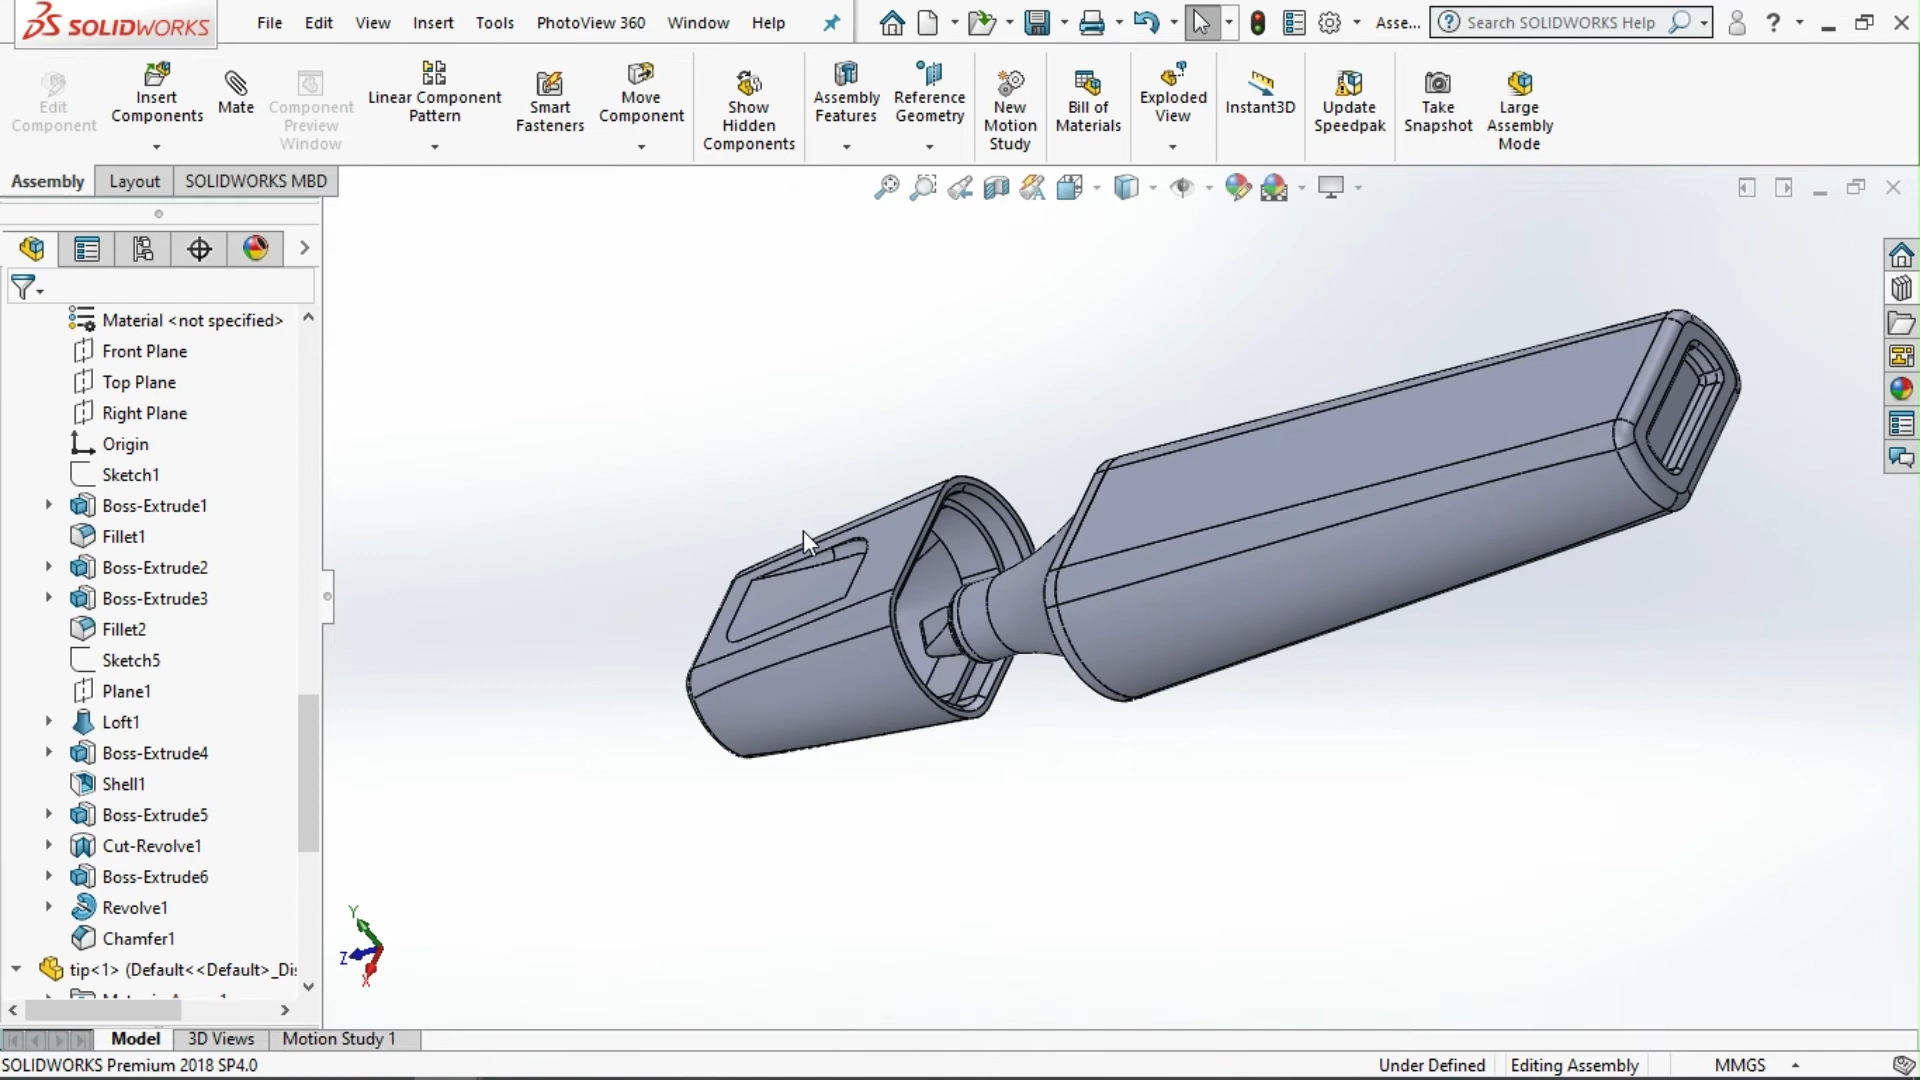 SOLIDWORKS
File Edit View Insert Tools PhotoView 360 Window Help
Asse... Search SOLIDWORKS Help
Edit Component
Insert Components
Mate
Component Preview Window
Linear Component Pattern
Smart Fasteners
Move Component
Show Hidden Components
Assembly Features
Reference Geometry
New Motion Study
Bill of Materials
Exploded View
Instant3D
Update Speedpak
Take Snapshot
Large Assembly Mode
Assembly Layout SOLIDWORKS MBD
Material <not specified>
Front Plane
Top Plane
Right Plane
Origin
Sketch1
Boss-Extrude1
Fillet1
Boss-Extrude2
Boss-Extrude3
Fillet2
Sketch5
Plane1
Loft1
Boss-Extrude4
Shell1
Boss-Extrude5
Cut-Revolve1
Boss-Extrude6
Revolve1
Chamfer1
tip<1> (Default<<Default>_Di
Y
Z
X
Model 3D Views Motion Study 1
SOLIDWORKS Premium 2018 SP4.0
Under Defined Editing Assembly MMGS